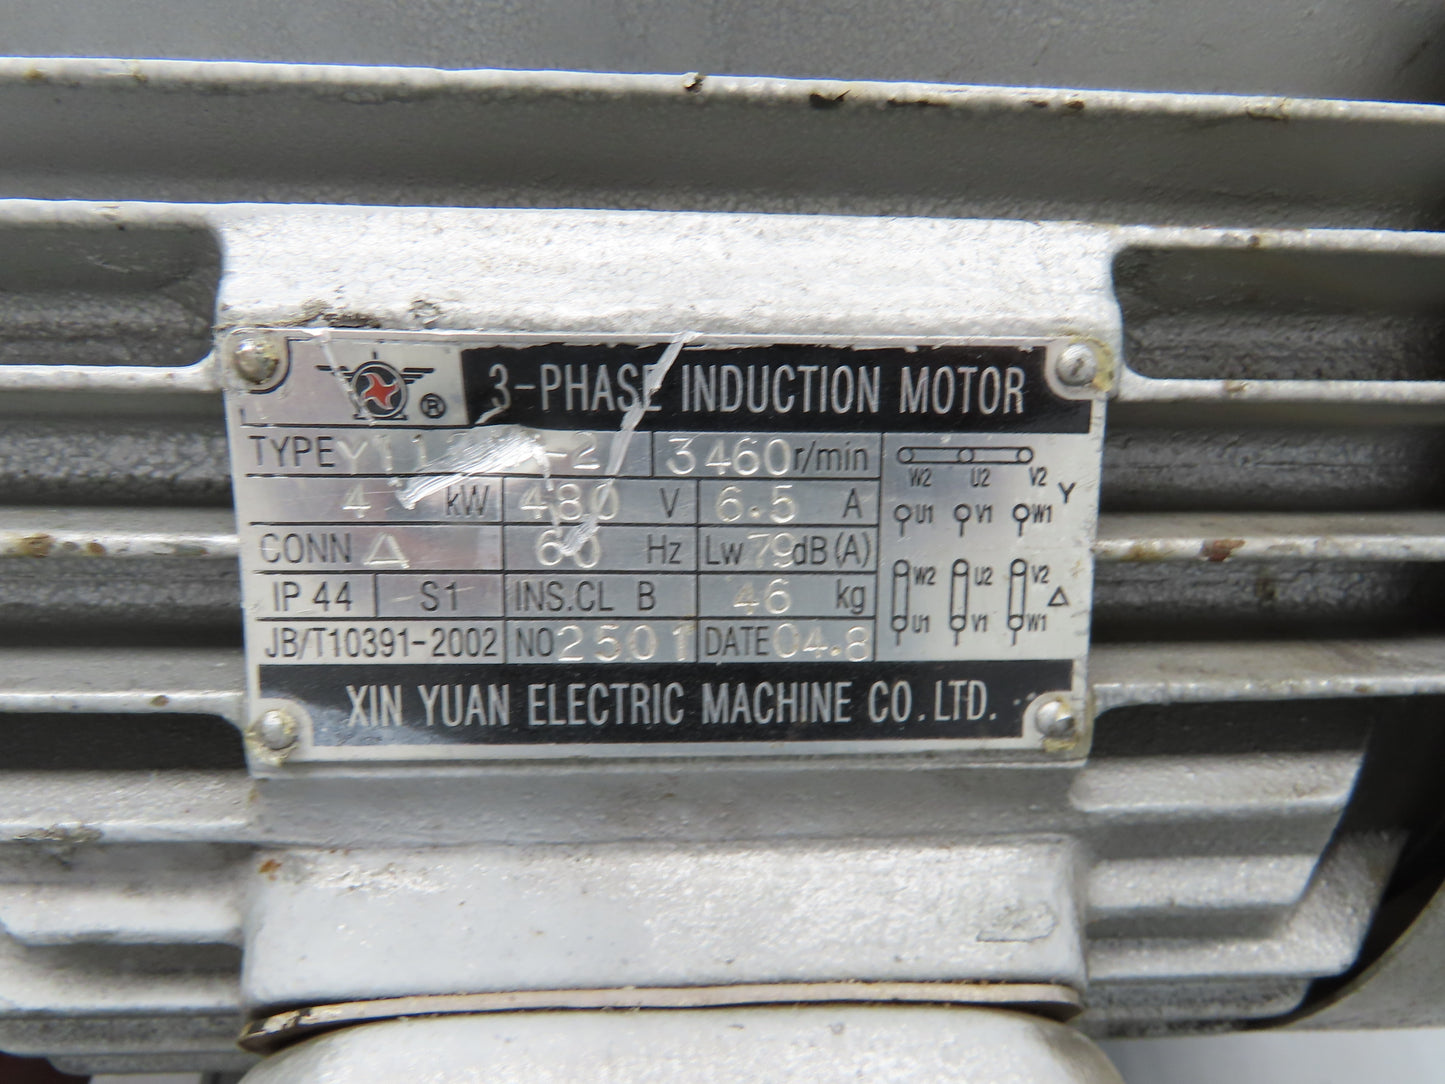 ® 3-PHASE INDUCTION MOTOR
TYPE 3460 r/min
4 kW 480 V 6.5 A
CONN △ 60 Hz Lw 79 dB(A)
IP 44 S1 INS.CL B 46 kg
JB/T10391-2002 NO 2501 DATE 04.8
W2 U2 V2 Y
U1 V1 W1
W2 U2 V2 △
U1 V1 W1
XIN YUAN ELECTRIC MACHINE CO.LTD.